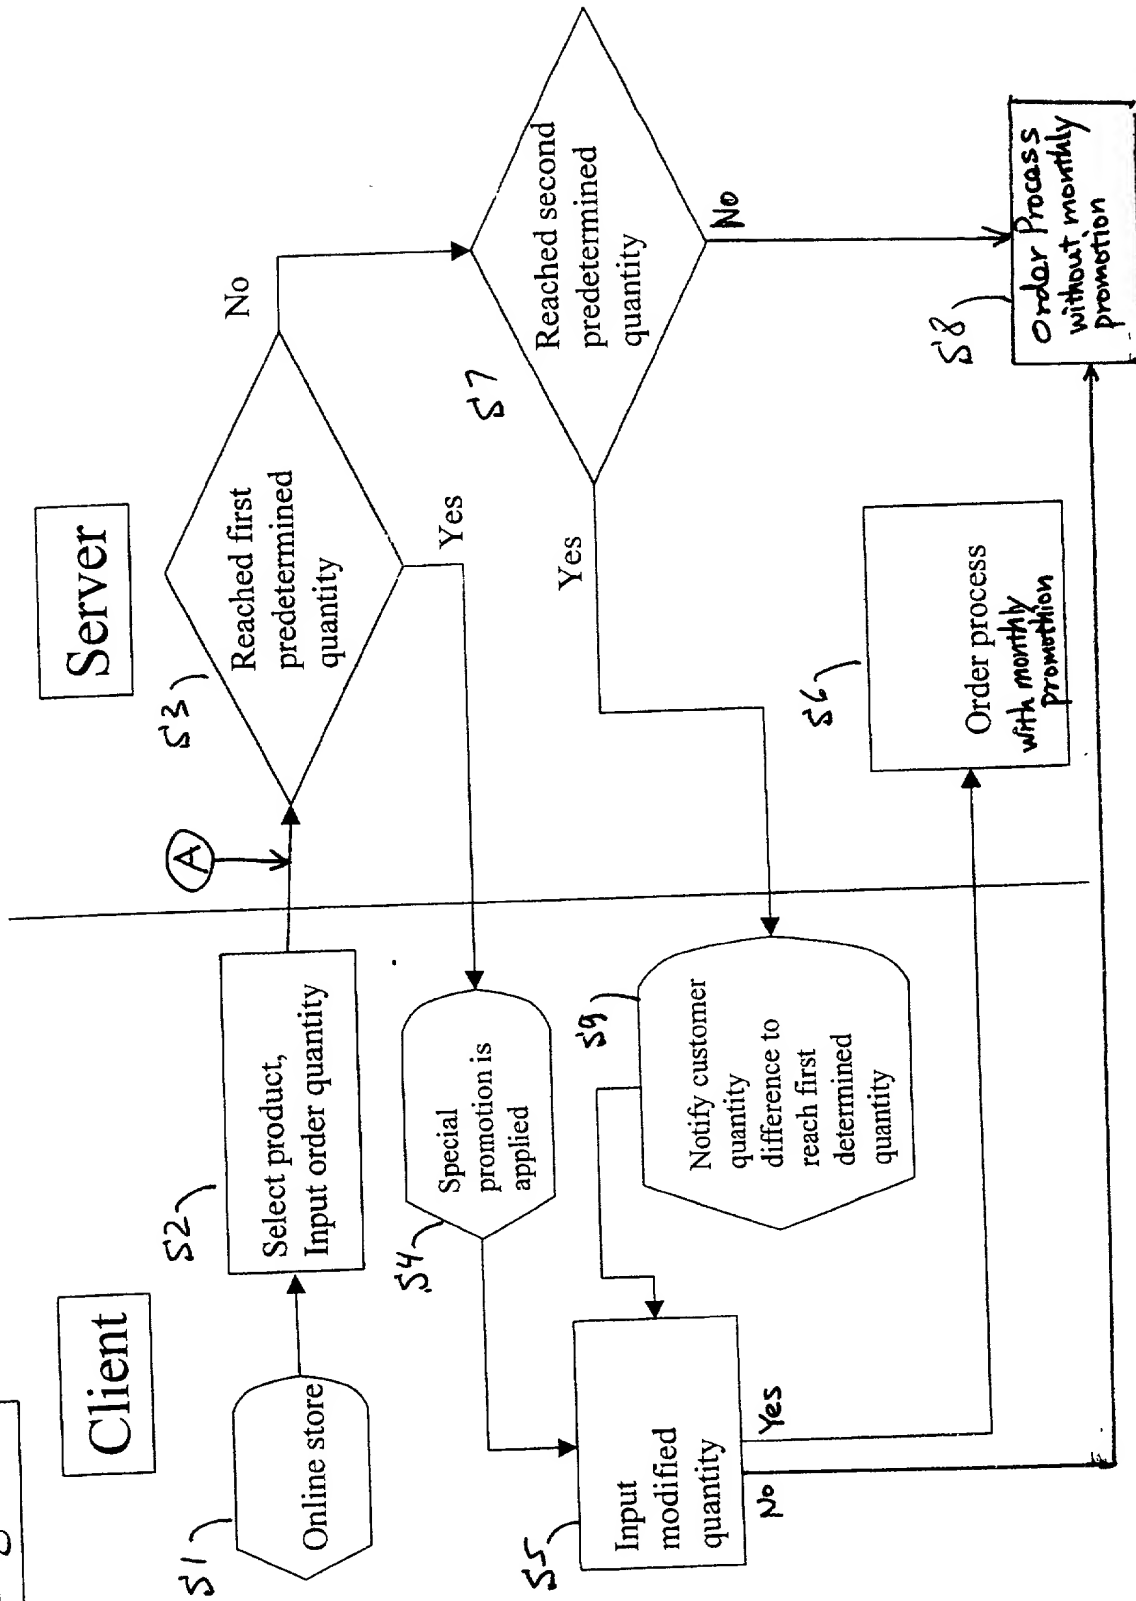 Client
Server
S1
Online store
S2
Select product,
Input order quantity
A
S3
Reached first
predetermined
quantity
No
Yes
S4
Special
promotion is
applied
S7
Reached second
predetermined
quantity
Yes
No
S9
Notify customer
quantity
difference to
reach first
determined
quantity
S5
Input
modified
quantity
Yes
No
S6
Order process
with monthly
promothion
S8
Order Process
without monthly
promotion